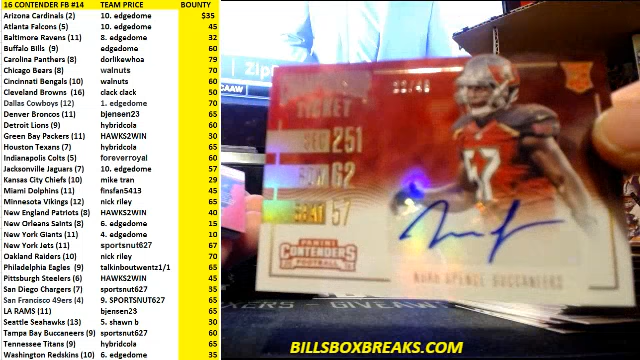 16 CONTENDER FB #14 TEAM PRICE BOUNTY
Arizona Cardinals (2) 10. edgedome $35
Atlanta Falcons (5) 10. edgedome 45
Baltimore Ravens (11) 8. edgedome 32
Buffalo Bills (9) edgedome 60
Carolina Panthers (8) dorlikewhoa 79
Chicago Bears (8) walnuts 70
Cincinnati Bengals (10) walnuts 60
Cleveland Browns (16) clack clack 50
Dallas Cowboys (12) 1. edgedome 70
Denver Broncos (11) bjensen23 65
Detroit Lions (9) hybridcola 60
Green Bay Packers (11) HAWKS2WIN 30
Houston Texas (7) hybridcola 65
Indianapolis Colts (5) foreverroyal 60
Jacksonville Jaguars (7) 10. edgedome 57
Kansas City Chiefs (10) mike tran 29
Miami Dolphins (11) finsfan5413 45
Minnesota Vikings (12) nick riley 65
New England Patriots (8) HAWKS2WIN 40
New Orleans Saints (8) 6. edgedome 15
New York Giants (11) 4. edgedome 10
New York Jets (11) sportsnut627 67
Oakland Raiders (10) nick riley 70
Philadelphia Eagles (9) talkinboutwentz1/1 65
Pittsburgh Steelers (6) HAWKS2WIN 45
San Diego Chargers (7) sportsnut627 35
San Francisco 49ers (4) 9. SPORTSNUT627 65
LA RAMS (11) bjensen23 65
Seattle Seahawks (13) 5. shawn b 30
Tampa Bay Buccaneers (9) sportsnut627 60
Tennessee Titans (9) hybridcola 65
Washington Redskins (10) 6. edgedome 35
TICKET
251
ROW 62
SEAT 57
57
PANINI
CONTENDERS
FOOTBALL
NOAH SPENCE BUCCANEERS
GIVEAW
BILLSBOXBREAKS.COM